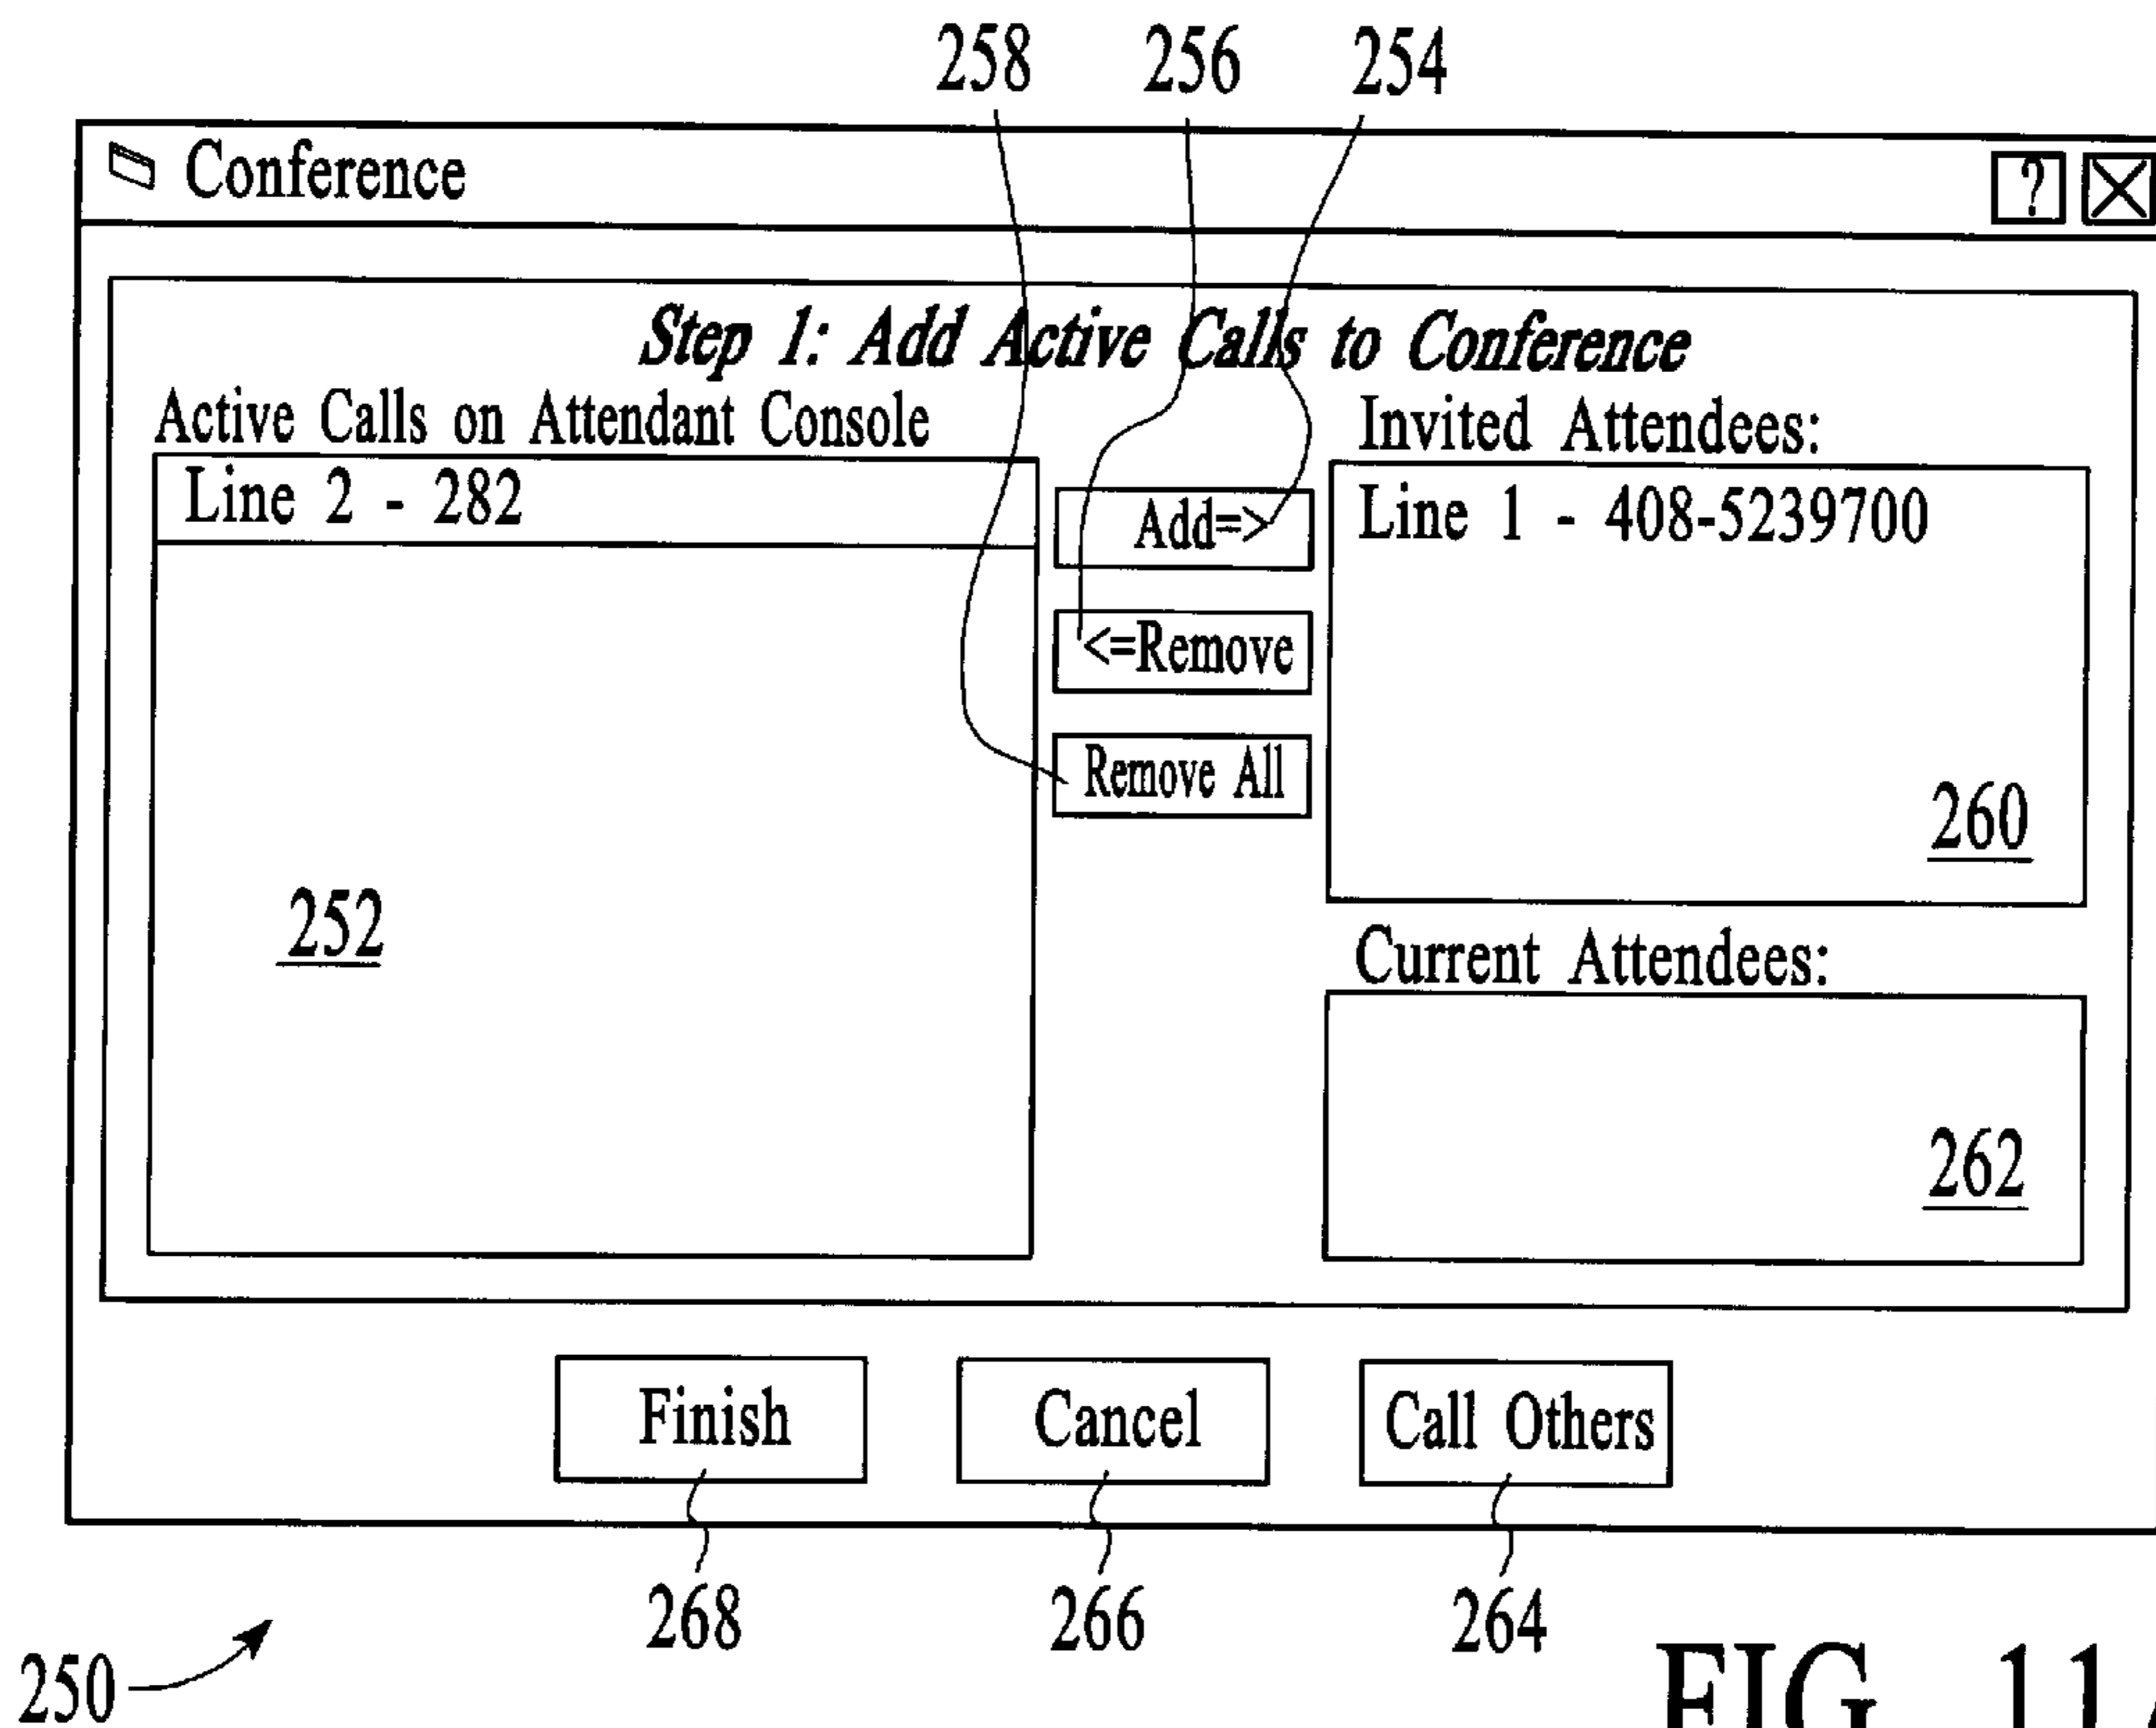 258 256 254
Conference ?
Step 1: Add Active Calls to Conference
Active Calls on Attendant Console
Line 2 - 282
252
Add=>
<=Remove
Remove All
Invited Attendees:
Line 1 - 408-5239700
260
Current Attendees:
262
Finish Cancel Call Others
268 266 264
250
FIG. 11